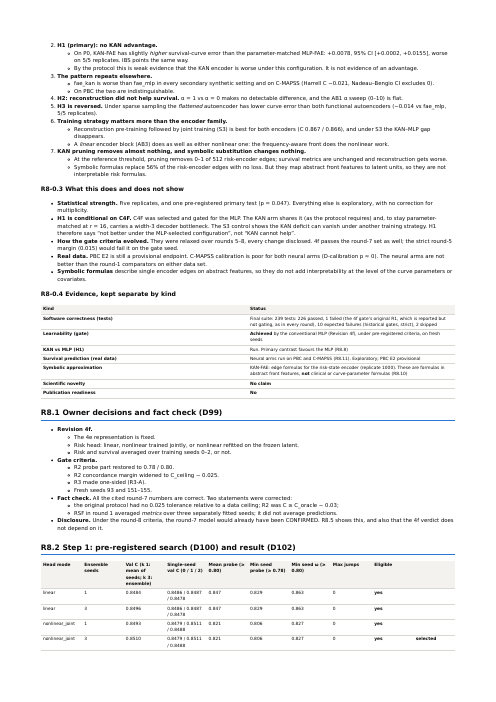 2. H1 (primary): no KAN advantage.
On P0, KAN-FAE has slightly higher survival-curve error than the parameter-matched MLP-FAE: +0.0078, 95% CI [+0.0002, +0.0155], worse
on 5/5 replicates. IBS points the same way.
By the protocol this is weak evidence that the KAN encoder is worse under this configuration. It is not evidence of an advantage.
3. The pattern repeats elsewhere.
fae_kan is worse than fae_mlp in every secondary synthetic setting and on C-MAPSS (Harrell C −0.021, Nadeau-Bengio CI excludes 0).
On PBC the two are indistinguishable.
4. H2: reconstruction did not help survival. α = 1 vs α = 0 makes no detectable difference, and the AB1 α sweep (0–10) is flat.
5. H3 is reversed. Under sparse sampling the flattened autoencoder has lower curve error than both functional autoencoders (−0.014 vs fae_mlp,
5/5 replicates).
6. Training strategy matters more than the encoder family.
Reconstruction pre-training followed by joint training (S3) is best for both encoders (C 0.867 / 0.866), and under S3 the KAN–MLP gap
disappears.
A linear encoder block (AB3) does as well as either nonlinear one: the frequency-aware front does the nonlinear work.
7. KAN pruning removes almost nothing, and symbolic substitution changes nothing.
At the reference threshold, pruning removes 0–1 of 512 risk-encoder edges; survival metrics are unchanged and reconstruction gets worse.
Symbolic formulas replace 56% of the risk-encoder edges with no loss. But they map abstract front features to latent units, so they are not
interpretable risk formulas.
R8-0.3 What this does and does not show
Statistical strength. Five replicates, and one pre-registered primary test (p = 0.047). Everything else is exploratory, with no correction for
multiplicity.
H1 is conditional on C4F. C4F was selected and gated for the MLP. The KAN arm shares it (as the protocol requires) and, to stay parameter-
matched at r = 16, carries a width-3 decoder bottleneck. The S3 control shows the KAN deficit can vanish under another training strategy. H1
therefore says "not better under the MLP-selected configuration", not "KAN cannot help".
How the gate criteria evolved. They were relaxed over rounds 5–8, every change disclosed. 4f passes the round-7 set as well; the strict round-5
margin (0.015) would fail it on the gate seed.
Real data. PBC E2 is still a provisional endpoint. C-MAPSS calibration is poor for both neural arms (D-calibration p ≈ 0). The neural arms are not
better than the round-1 comparators on either data set.
Symbolic formulas describe single encoder edges on abstract features, so they do not add interpretability at the level of the curve parameters or
covariates.
R8-0.4 Evidence, kept separate by kind
Kind Status
Software correctness (tests) Final suite: 239 tests: 226 passed, 1 failed (the 4f gate's original R1, which is reported but
not gating, as in every round), 10 expected failures (historical gates, strict), 2 skipped
Learnability (gate) Achieved by the conventional MLP (Revision 4f), under pre-registered criteria, on fresh
seeds
KAN vs MLP (H1) Run. Primary contrast favours the MLP (R8.8)
Survival prediction (real data) Neural arms run on PBC and C-MAPSS (R8.11). Exploratory; PBC E2 provisional
Symbolic approximation KAN-FAE: edge formulas for the risk-state encoder (replicate 1000). These are formulas in
abstract front features, not clinical or curve-parameter formulas (R8.10)
Scientific novelty No claim
Publication readiness No
R8.1 Owner decisions and fact check (D99)
Revision 4f.
The 4e representation is fixed.
Risk head: linear, nonlinear trained jointly, or nonlinear refitted on the frozen latent.
Risk and survival averaged over training seeds 0–2, or not.
Gate criteria.
R2 probe part restored to 0.78 / 0.80.
R2 concordance margin widened to C_ceiling − 0.025.
R3 made one-sided (R3-A).
Fresh seeds 93 and 151–155.
Fact check. All the cited round-7 numbers are correct. Two statements were corrected:
the original protocol had no 0.025 tolerance relative to a data ceiling; R2 was C ≥ C_oracle − 0.03;
RSF in round 1 averaged metrics over three separately fitted seeds; it did not average predictions.
Disclosure. Under the round-8 criteria, the round-7 model would already have been CONFIRMED. R8.5 shows this, and also that the 4f verdict does
not depend on it.
R8.2 Step 1: pre-registered search (D100) and result (D102)
Head mode Ensemble seeds Val C (k 1: mean of seeds; k 3: ensemble) Single-seed val C (0 / 1 / 2) Mean probe (≥ 0.80) Min seed probe (≥ 0.78) Min seed ω (≥ 0.80) Max jumps Eligible
linear 1 0.8484 0.8486 / 0.8487 / 0.8478 0.847 0.829 0.863 0 yes
linear 3 0.8496 0.8486 / 0.8487 / 0.8478 0.847 0.829 0.863 0 yes
nonlinear_joint 1 0.8493 0.8479 / 0.8511 / 0.8488 0.821 0.806 0.827 0 yes
nonlinear_joint 3 0.8510 0.8479 / 0.8511 / 0.8488 0.821 0.806 0.827 0 yes selected